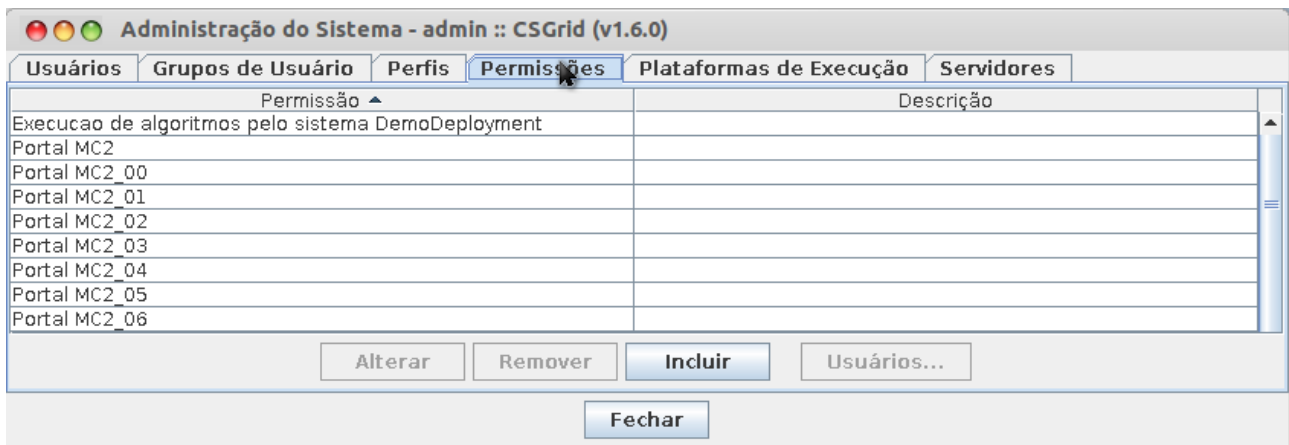 Administração do Sistema - admin :: CSGrid (v1.6.0)
Usuários Grupos de Usuário Perfis Permissões Plataformas de Execução Servidores
Permissão Descrição
Execucao de algoritmos pelo sistema DemoDeployment
Portal MC2
Portal MC2_00
Portal MC2_01
Portal MC2_02
Portal MC2_03
Portal MC2_04
Portal MC2_05
Portal MC2_06
Alterar Remover Incluir Usuários...
Fechar